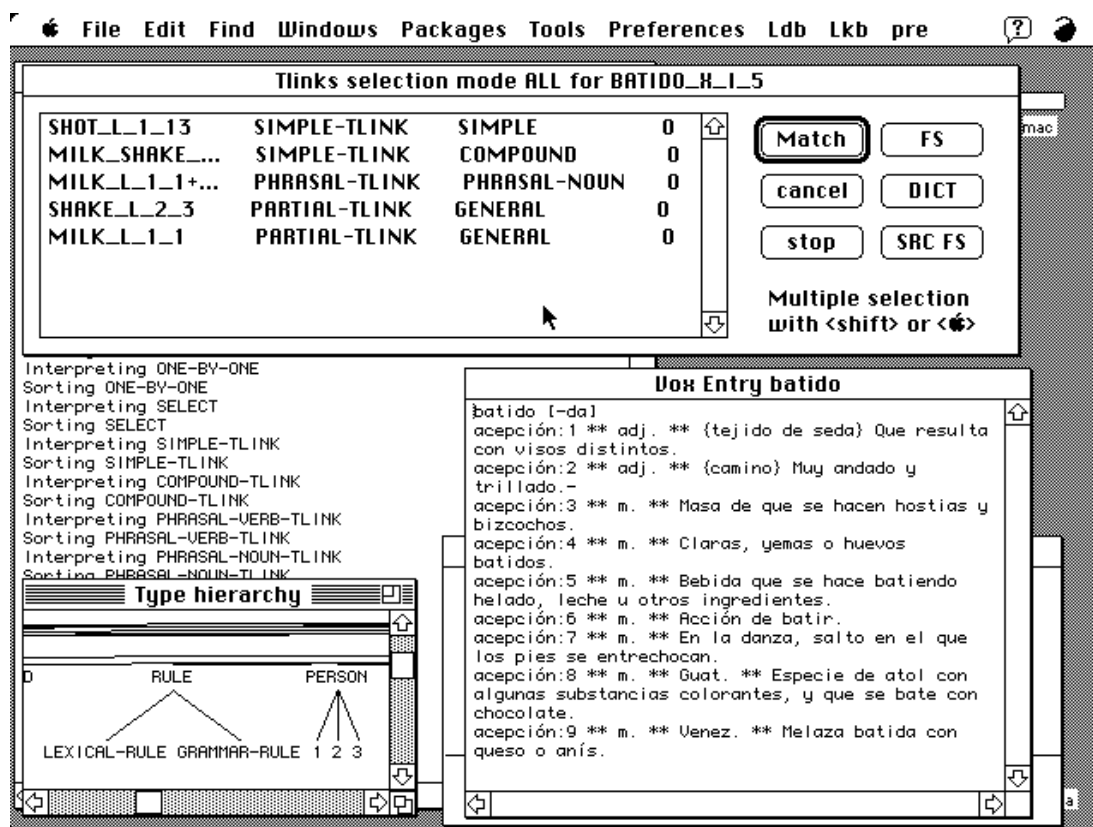 File Edit Find Windows Packages Tools Preferences Ldb Lkb pre
Tlinks selection mode ALL for BATIDO_X_I_5
SHOT_L_1_13 SIMPLE-TLINK SIMPLE 0
MILK_SHAKE_... SIMPLE-TLINK COMPOUND 0
MILK_L_1_1+... PHRASAL-TLINK PHRASAL-NOUN 0
SHAKE_L_2_3 PARTIAL-TLINK GENERAL 0
MILK_L_1_1 PARTIAL-TLINK GENERAL 0
Match FS
cancel DICT
stop SRC FS
Multiple selection
with <shift> or <>
mac
Interpreting ONE-BY-ONE
Sorting ONE-BY-ONE
Interpreting SELECT
Sorting SELECT
Interpreting SIMPLE-TLINK
Sorting SIMPLE-TLINK
Interpreting COMPOUND-TLINK
Sorting COMPOUND-TLINK
Interpreting PHRASAL-VERB-TLINK
Sorting PHRASAL-VERB-TLINK
Interpreting PHRASAL-NOUN-TLINK
Sorting PHRASAL-NOUN-TLINK
Type hierarchy
D RULE PERSON
LEXICAL-RULE GRAMMAR-RULE 1 2 3
Vox Entry batido
batido [-da]
acepción:1 ** adj. ** {tejido de seda} Que resulta
con visos distintos.
acepción:2 ** adj. ** {camino} Muy andado y
trillado.-
acepción:3 ** m. ** Masa de que se hacen hostias y
bizcochos.
acepción:4 ** m. ** Claras, yemas o huevos
batidos.
acepción:5 ** m. ** Bebida que se hace batiendo
helado, leche u otros ingredientes.
acepción:6 ** m. ** Acción de batir.
acepción:7 ** m. ** En la danza, salto en el que
los pies se entrechocan.
acepción:8 ** m. ** Guat. ** Especie de atol con
algunas substancias colorantes, y que se bate con
chocolate.
acepción:9 ** m. ** Venez. ** Melaza batida con
queso o anís.
a